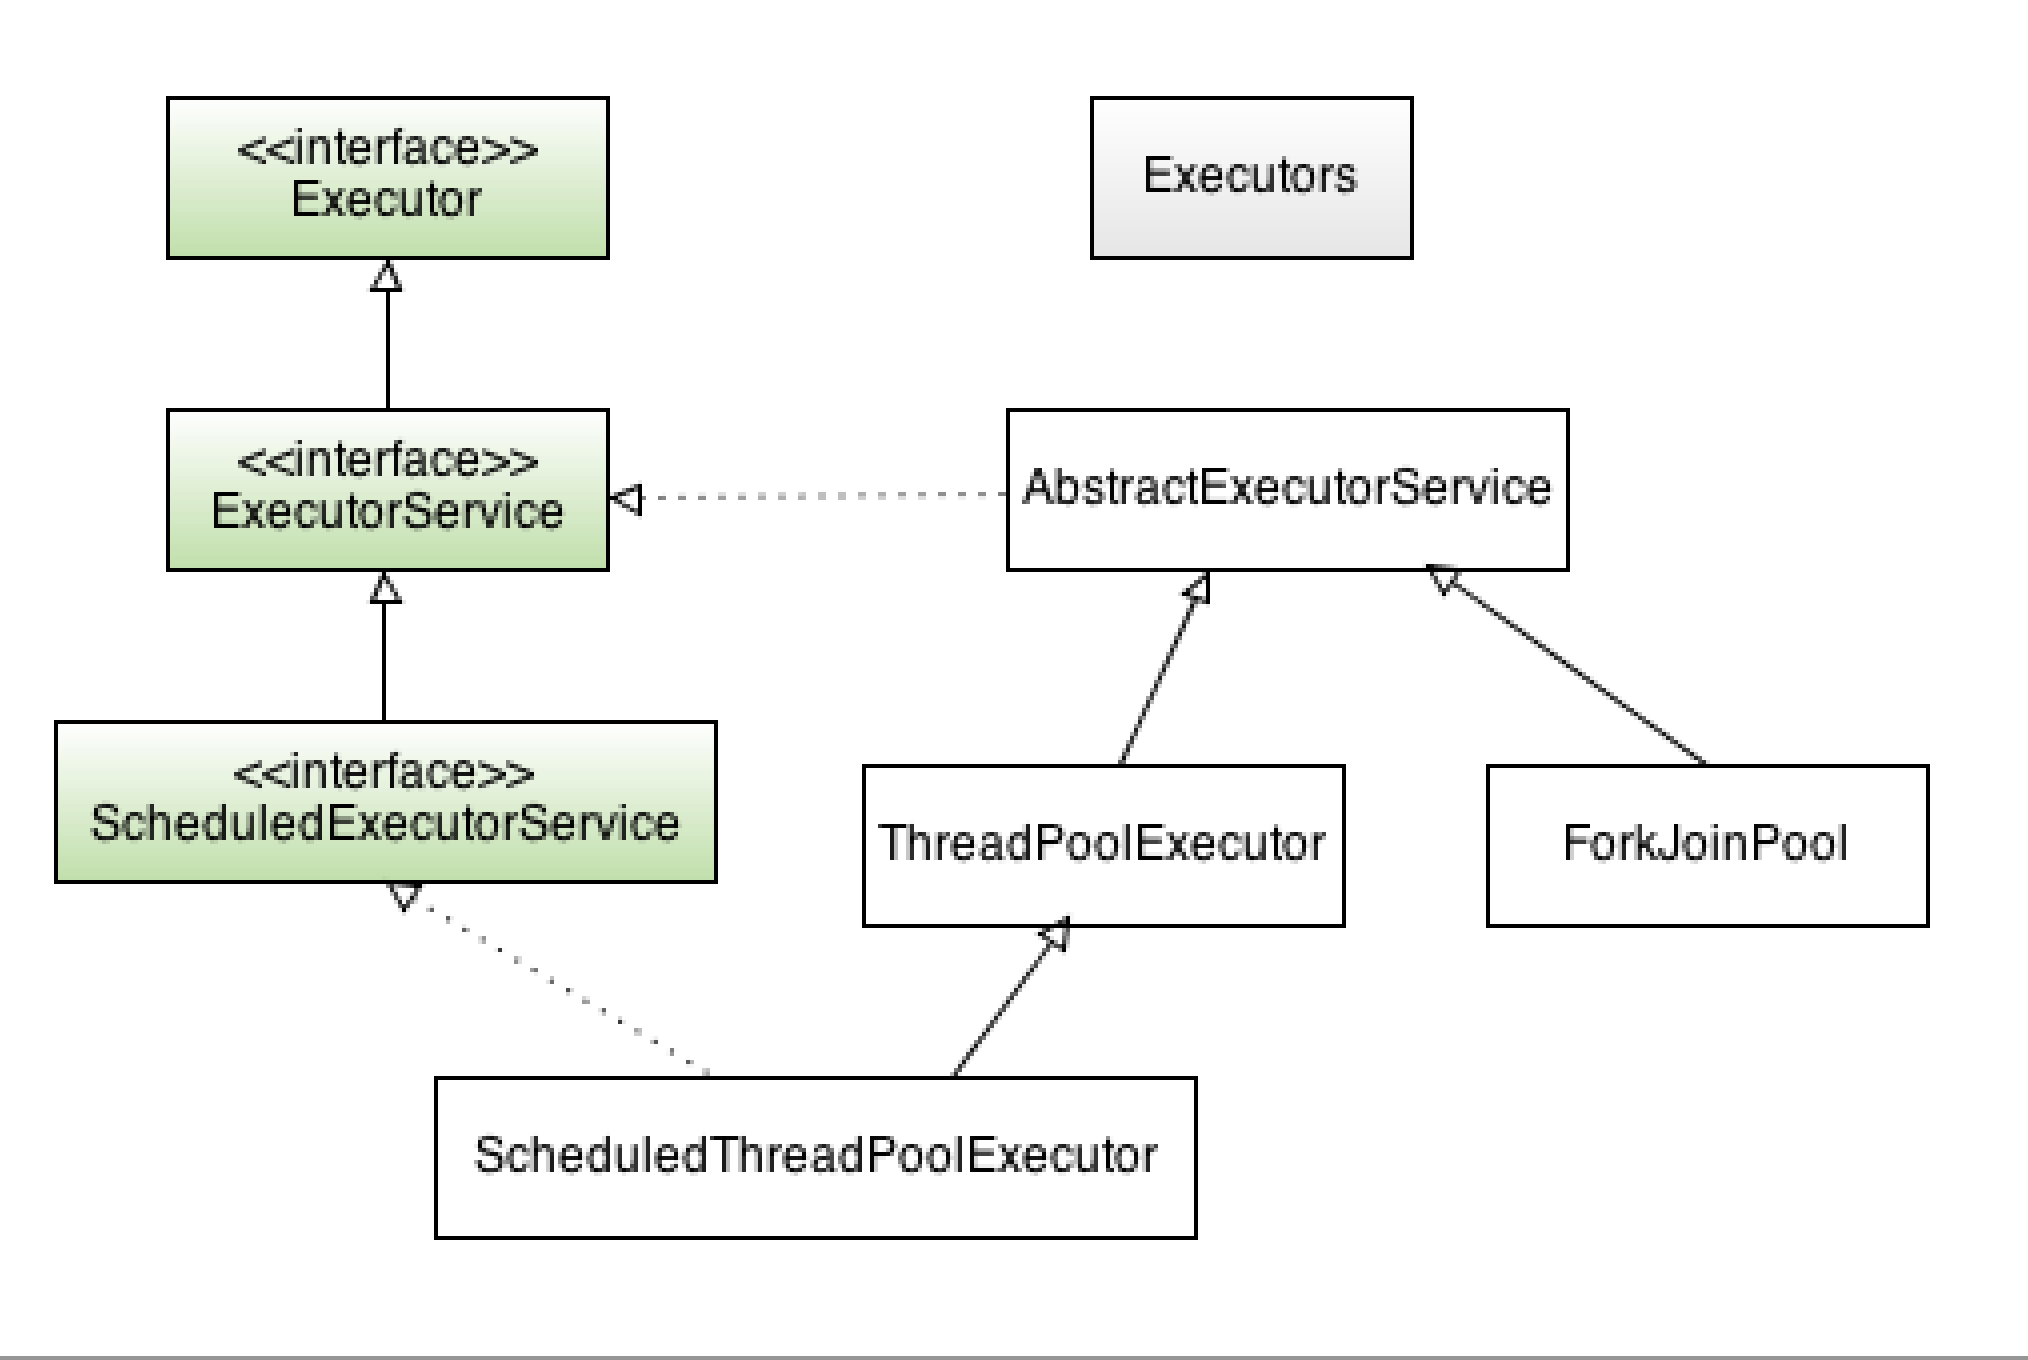 <<interface>>
Executor
Executors
<<interface>>
ExecutorService
AbstractExecutorService
<<interface>>
ScheduledExecutorService
ThreadPoolExecutor
ForkJoinPool
ScheduledThreadPoolExecutor